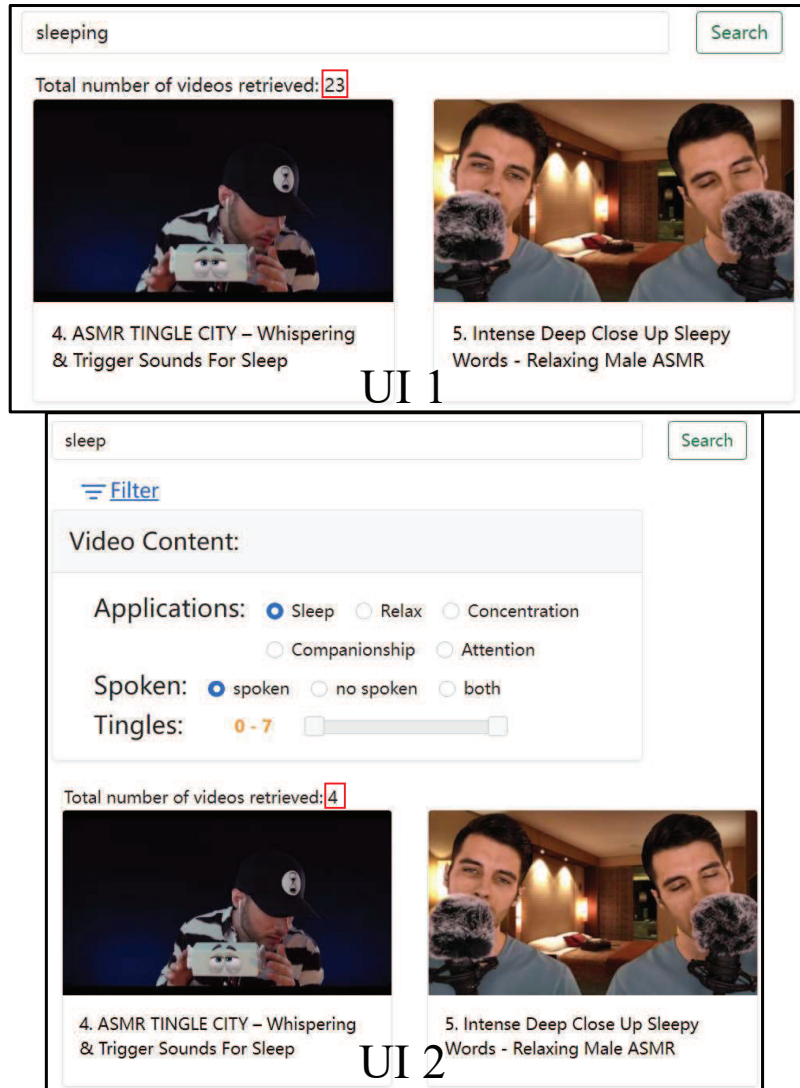 sleeping
Search
Total number of videos retrieved: 23
4. ASMR TINGLE CITY – Whispering
& Trigger Sounds For Sleep
5. Intense Deep Close Up Sleepy
Words - Relaxing Male ASMR
UI 1
sleep
Search
Filter
Video Content:
Applications: Sleep Relax Concentration
Companionship Attention
Spoken: spoken no spoken both
Tingles: 0 - 7
Total number of videos retrieved: 4
4. ASMR TINGLE CITY – Whispering
& Trigger Sounds For Sleep
5. Intense Deep Close Up Sleepy
Words - Relaxing Male ASMR
UI 2